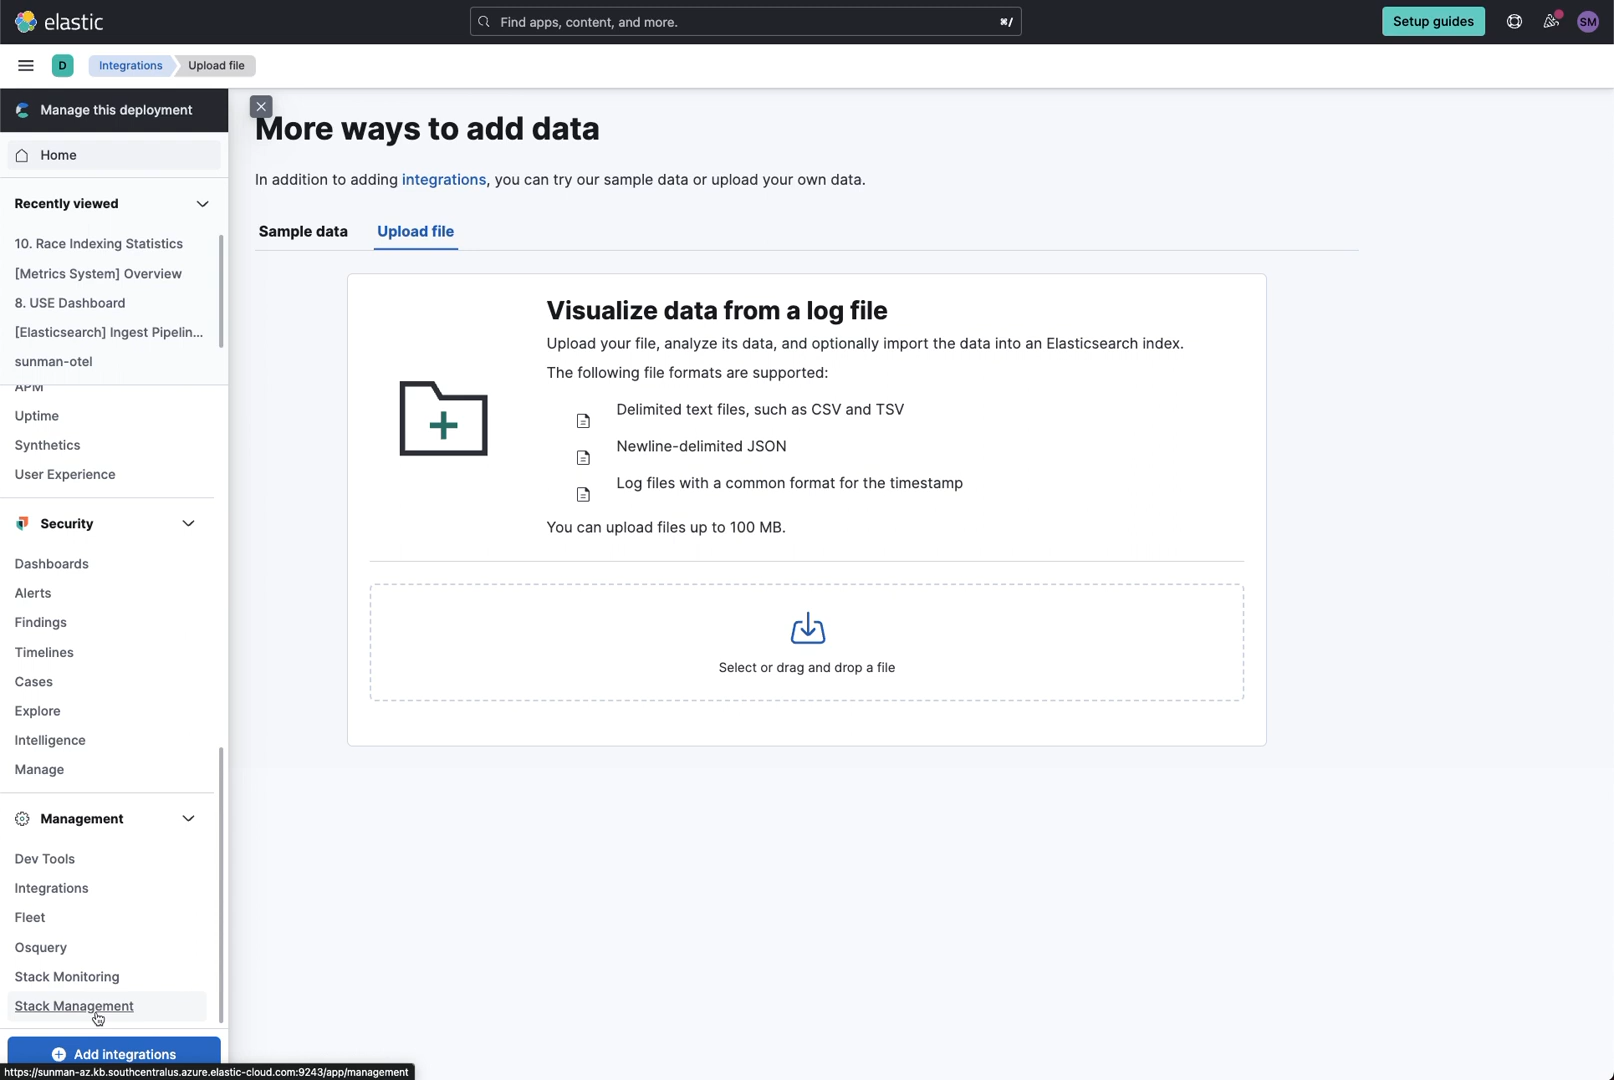 elastic
Find apps, content, and more.
⌘/
Setup guides
SM
D
Integrations
Upload file
Manage this deployment
Home
Recently viewed
10. Race Indexing Statistics
[Metrics System] Overview
8. USE Dashboard
[Elasticsearch] Ingest Pipelin...
sunman-otel
APM
Uptime
Synthetics
User Experience
Security
Dashboards
Alerts
Findings
Timelines
Cases
Explore
Intelligence
Manage
Management
Dev Tools
Integrations
Fleet
Osquery
Stack Monitoring
Stack Management
Add integrations
https://sunman-az.kb.southcentralus.azure.elastic-cloud.com:9243/app/management
More ways to add data
In addition to adding integrations, you can try our sample data or upload your own data.
Sample data
Upload file
Visualize data from a log file
Upload your file, analyze its data, and optionally import the data into an Elasticsearch index.
The following file formats are supported:
Delimited text files, such as CSV and TSV
Newline-delimited JSON
Log files with a common format for the timestamp
You can upload files up to 100 MB.
Select or drag and drop a file